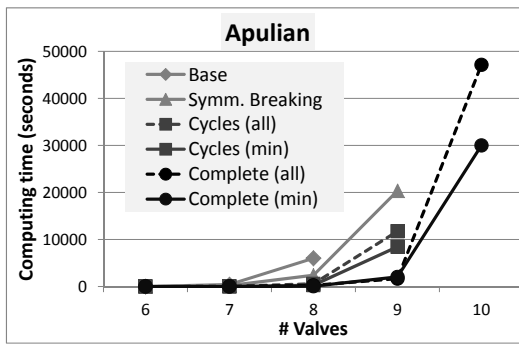 Apulian
Computing time (seconds)
50000
40000
30000
20000
10000
0
Base
Symm. Breaking
Cycles (all)
Cycles (min)
Complete (all)
Complete (min)
6 7 8 9 10
# Valves